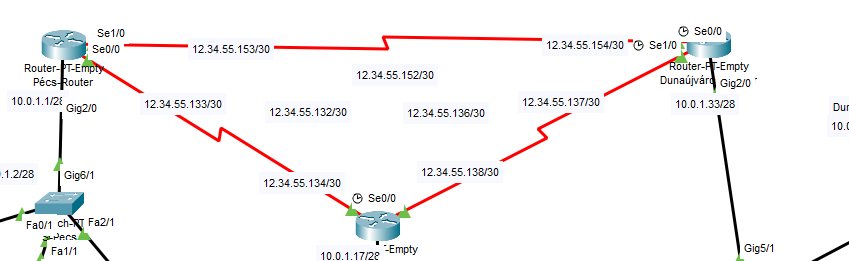 Se1/0
Se0/0
12.34.55.153/30
12.34.55.154/30
Se0/0
Se1/0
Router-PT-Empty
Pécs-Router
12.34.55.152/30
Router-PT-Empty
Dunaújváro
Gig2/0
10.0.1.1/28
Gig2/0
12.34.55.133/30
12.34.55.132/30
12.34.55.136/30
12.34.55.137/30
10.0.1.33/28
Dun
10.0
.1.2/28
Gig6/1
12.34.55.134/30
12.34.55.138/30
Se0/0
Fa0/1
ch-PT
Fa2/1
Pécs
Fa1/1
-Empty
10.0.1.17/28
Gig5/1